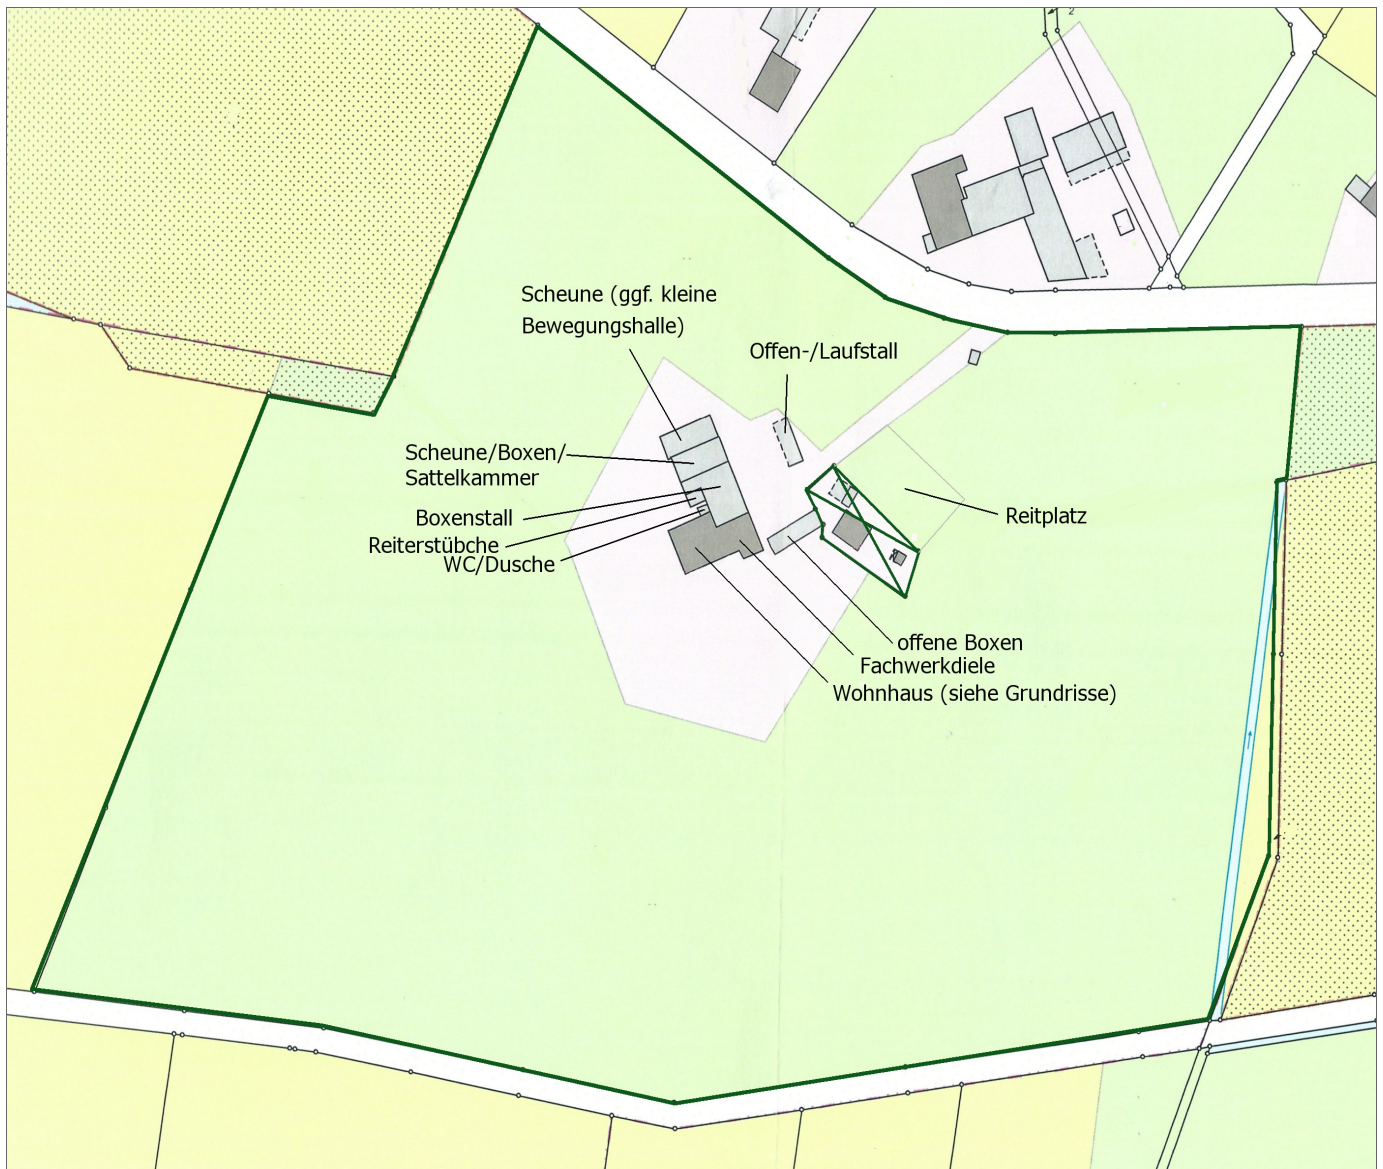 2
Scheune (ggf. kleine
Bewegungshalle)
Offen-/Laufstall
Scheune/Boxen/
Sattelkammer
Boxenstall
Reiterstübche
WC/Dusche
Reitplatz
offene Boxen
Fachwerkdiele
Wohnhaus (siehe Grundrisse)